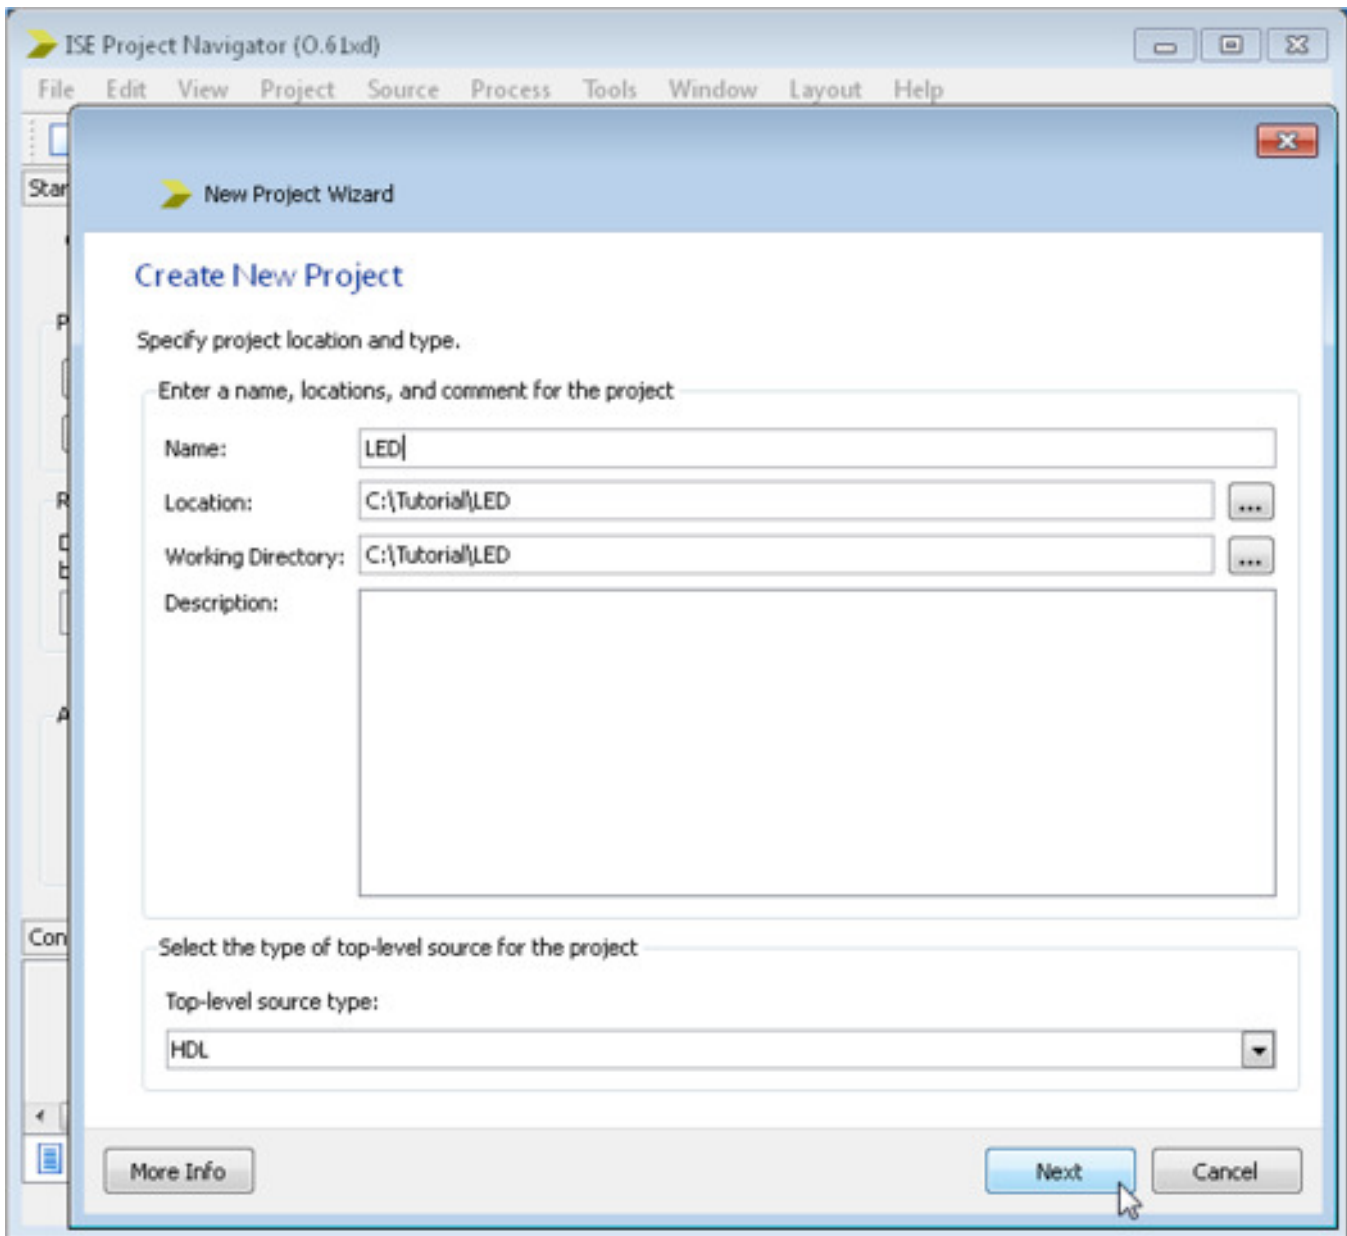 ISE Project Navigator (O.61xd)
File Edit View Project Source Process Tools Window Layout Help
New Project Wizard
Create New Project
Specify project location and type.
Enter a name, locations, and comment for the project
Name: LED
Location: C:\Tutorial\LED ...
Working Directory: C:\Tutorial\LED ...
Description:
Select the type of top-level source for the project
Top-level source type:
HDL
More Info Next Cancel